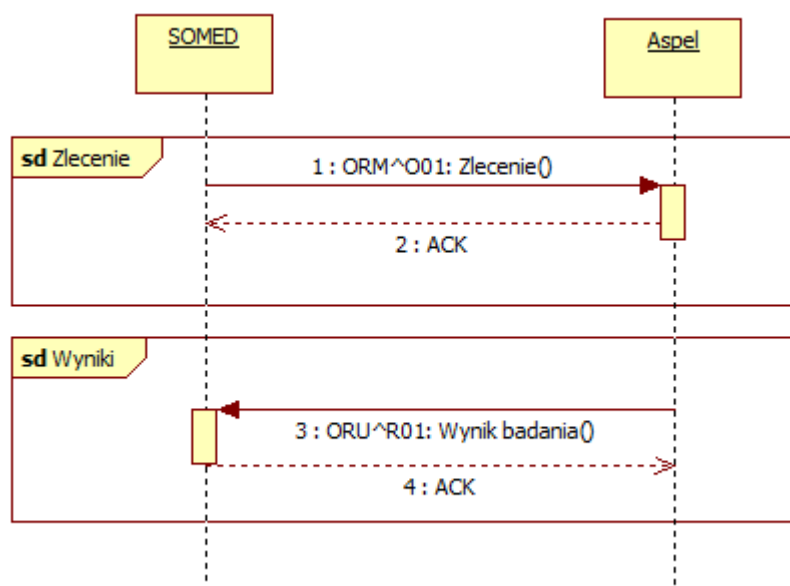 SOMED
Aspel
sd Zlecenie
1 : ORM^O01: Zlecenie()
2 : ACK
sd Wyniki
3 : ORU^R01: Wynik badania()
4 : ACK